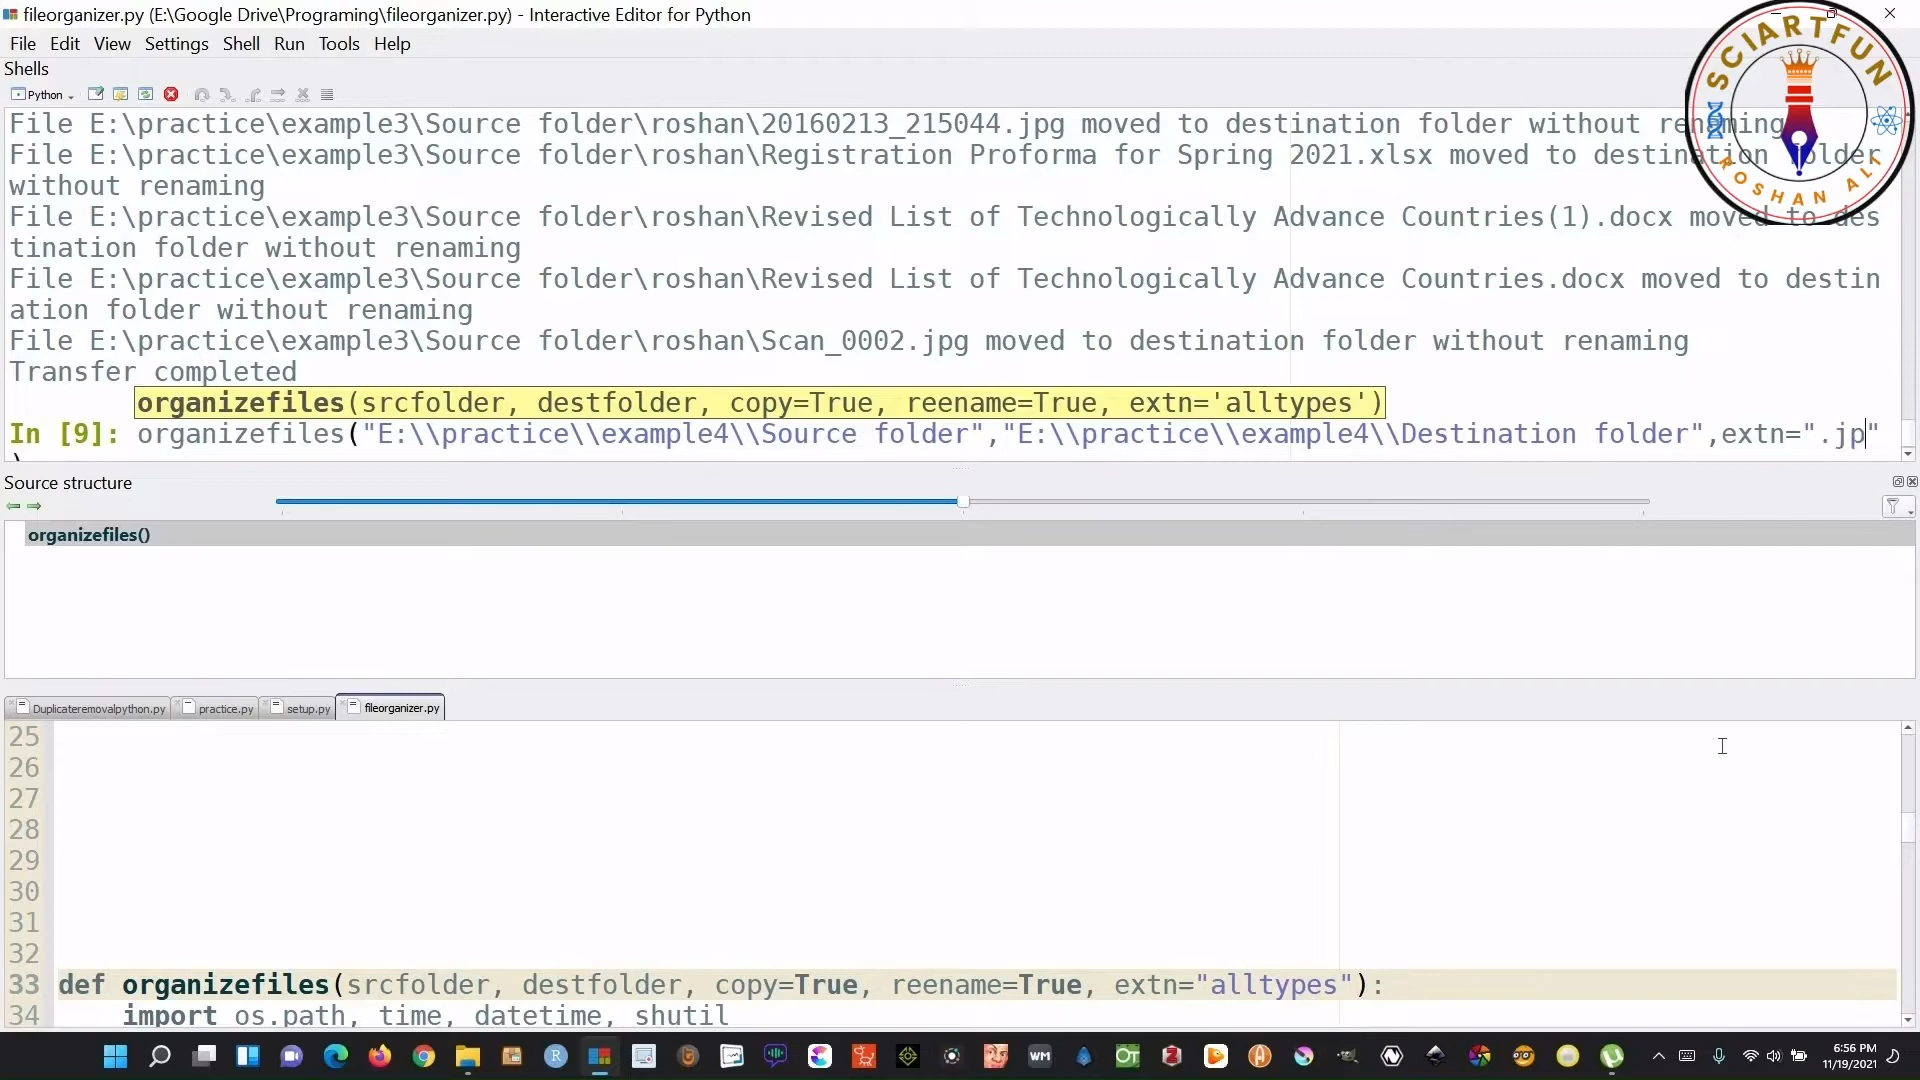 fileorganizer.py (E:\Google Drive\Programing\fileorganizer.py) - Interactive Editor for Python
File Edit View Settings Shell Run Tools Help
Shells
Python
File E:\practice\example3\Source folder\roshan\20160213_215044.jpg moved to destination folder without renaming
File E:\practice\example3\Source folder\roshan\Registration Proforma for Spring 2021.xlsx moved to destination folder
without renaming
File E:\practice\example3\Source folder\roshan\Revised List of Technologically Advance Countries(1).docx moved to des
tination folder without renaming
File E:\practice\example3\Source folder\roshan\Revised List of Technologically Advance Countries.docx moved to destin
ation folder without renaming
File E:\practice\example3\Source folder\roshan\Scan_0002.jpg moved to destination folder without renaming
Transfer completed
organizefiles(srcfolder, destfolder, copy=True, reename=True, extn='alltypes')
In [9]: organizefiles("E:\\practice\\example4\\Source folder","E:\\practice\\example4\\Destination folder",extn=".jp"
)
SCIARTFUN
ROSHAN ALI
Source structure
organizefiles()
Duplicateremovalpython.py practice.py setup.py fileorganizer.py
25
26
27
28
29
30
31
32
33 def organizefiles(srcfolder, destfolder, copy=True, reename=True, extn="alltypes"):
34 import os.path, time, datetime, shutil
R WM OT Z
6:56 PM
11/19/2021